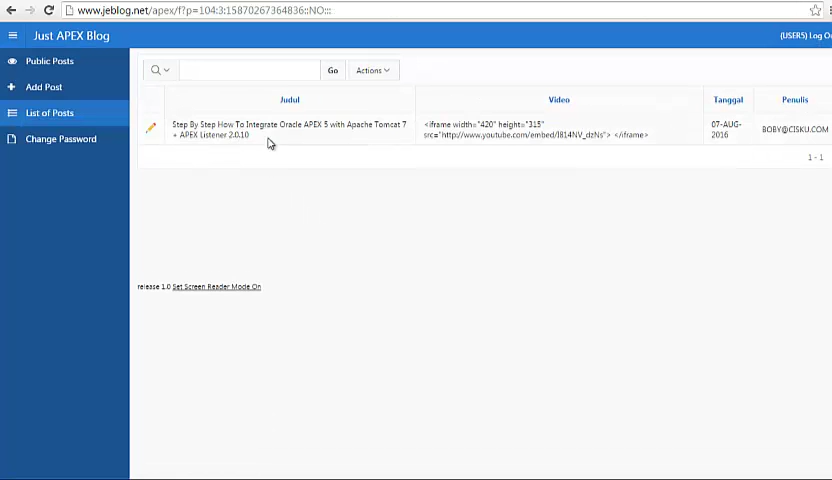 www.jeblog.net/apex/f?p=104:3:15870267364836::NO:::
Just APEX Blog
(USER5) Log O
Public Posts
Add Post
List of Posts
Change Password
Go
Actions
Judul
Video
Tanggal
Penulis
Step By Step How To Integrate Oracle APEX 5 with Apache Tomcat 7
+ APEX Listener 2.0.10
<iframe width="420" height="315"
src="http://www.youtube.com/embed/l814NV_dzNs"> </iframe>
07-AUG-
2016
BOBY@CISKU.COM
1 - 1
release 1.0 Set Screen Reader Mode On